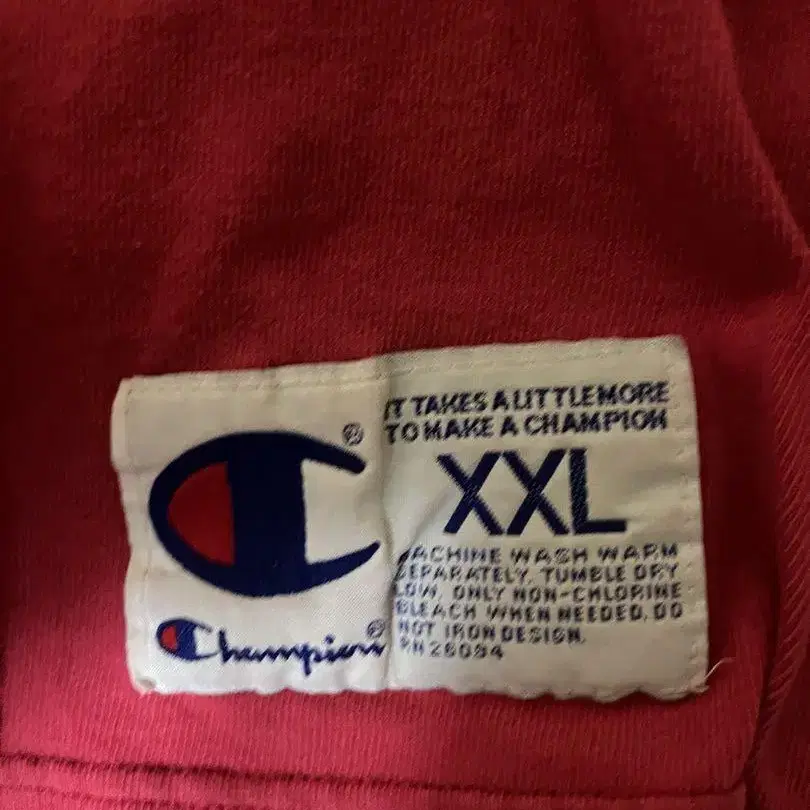 IT TAKES A LITTLE MORE
TO MAKE A CHAMPION
XXL
MACHINE WASH WARM
SEPARATELY. TUMBLE DRY
LOW. ONLY NON-CHLORINE
BLEACH WHEN NEEDED. DO
NOT IRON DESIGN.
RN 26094
®
Champion®